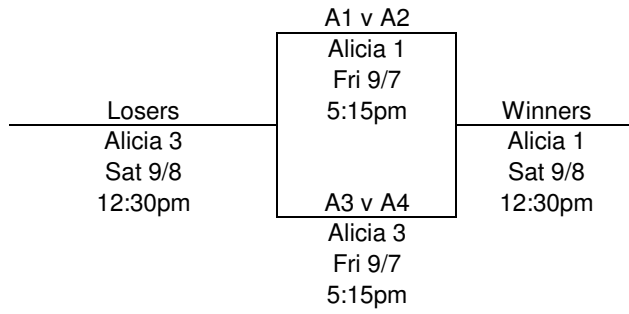 A1 v A2
Alicia 1
Fri 9/7
5:15pm
Losers
Alicia 3
Sat 9/8
12:30pm
Winners
Alicia 1
Sat 9/8
12:30pm
A3 v A4
Alicia 3
Fri 9/7
5:15pm